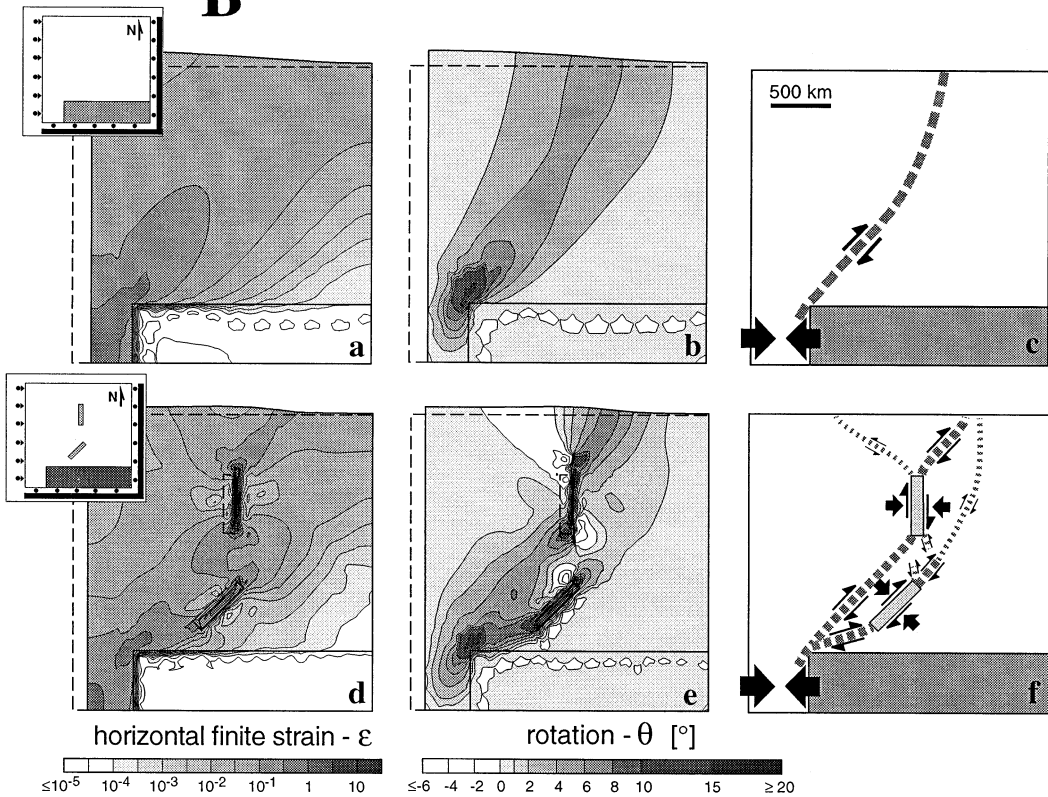 B
N
a
b
500 km
c
N
d
e
f
horizontal finite strain - ε
rotation - θ [°]
≤10⁻⁵ 10⁻⁴ 10⁻³ 10⁻² 10⁻¹ 1 10
≤-6 -4 -2 0 2 4 6 8 10 15 ≥20